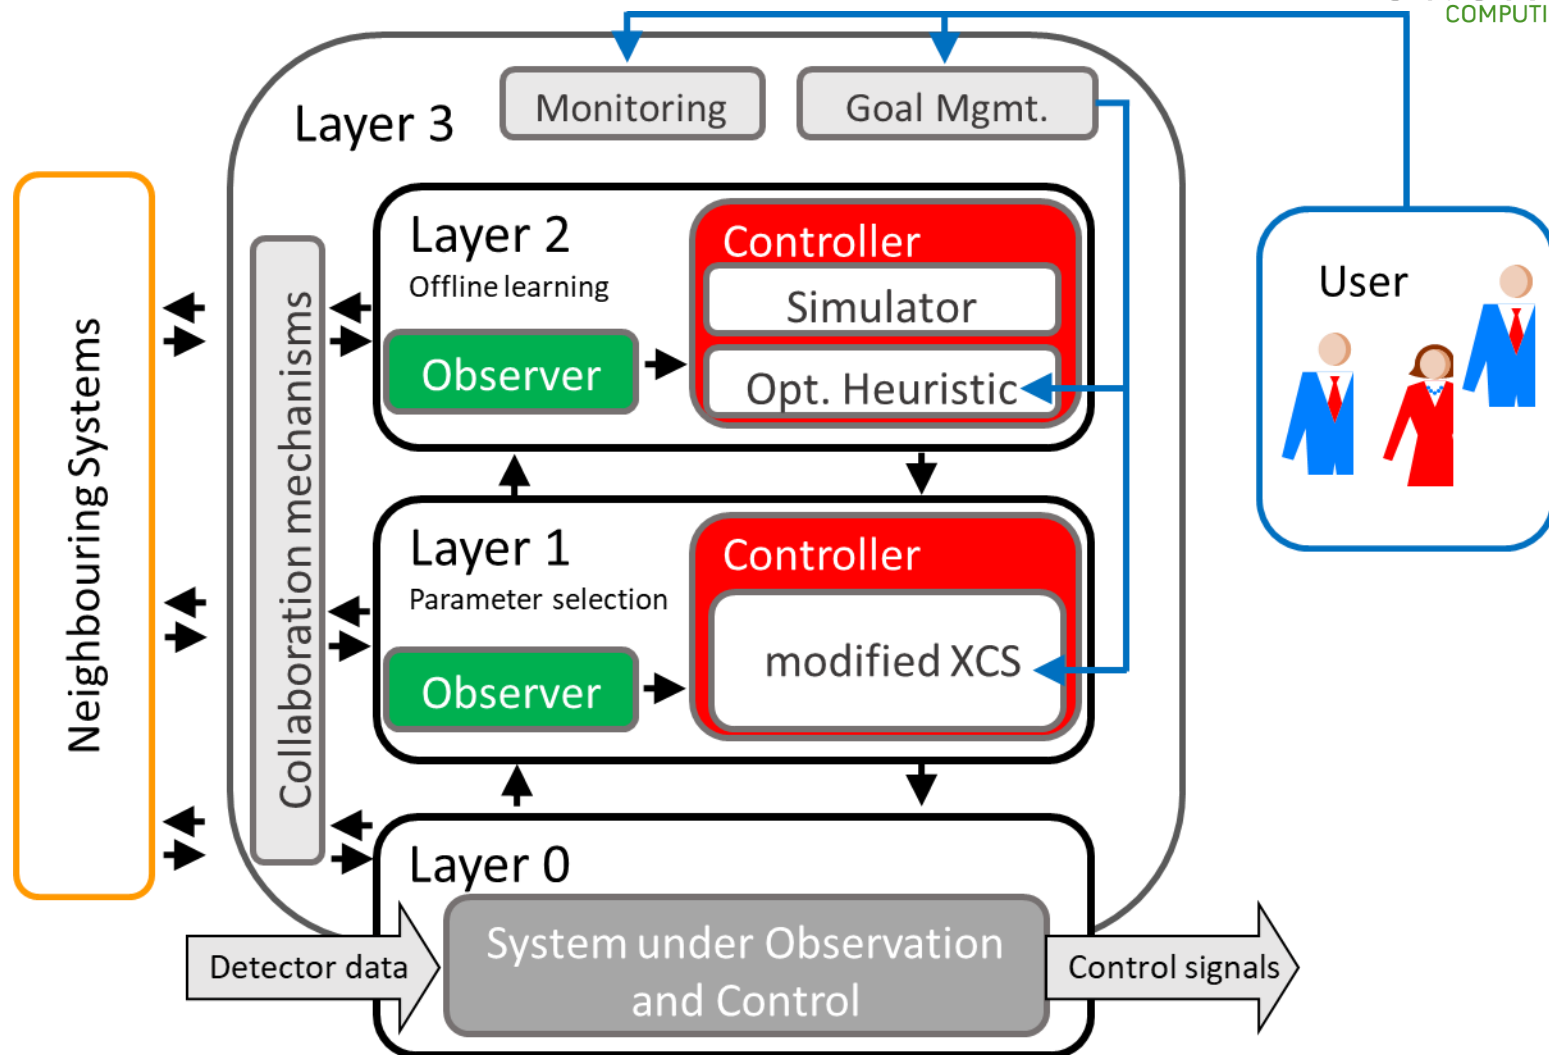 COMPUTI
Monitoring
Goal Mgmt.
Layer 3
Neighbouring Systems
Collaboration mechanisms
Layer 2
Offline learning
Observer
Controller
Simulator
Opt. Heuristic
User
Layer 1
Parameter selection
Observer
Controller
modified XCS
Layer 0
System under Observation
and Control
Detector data
Control signals